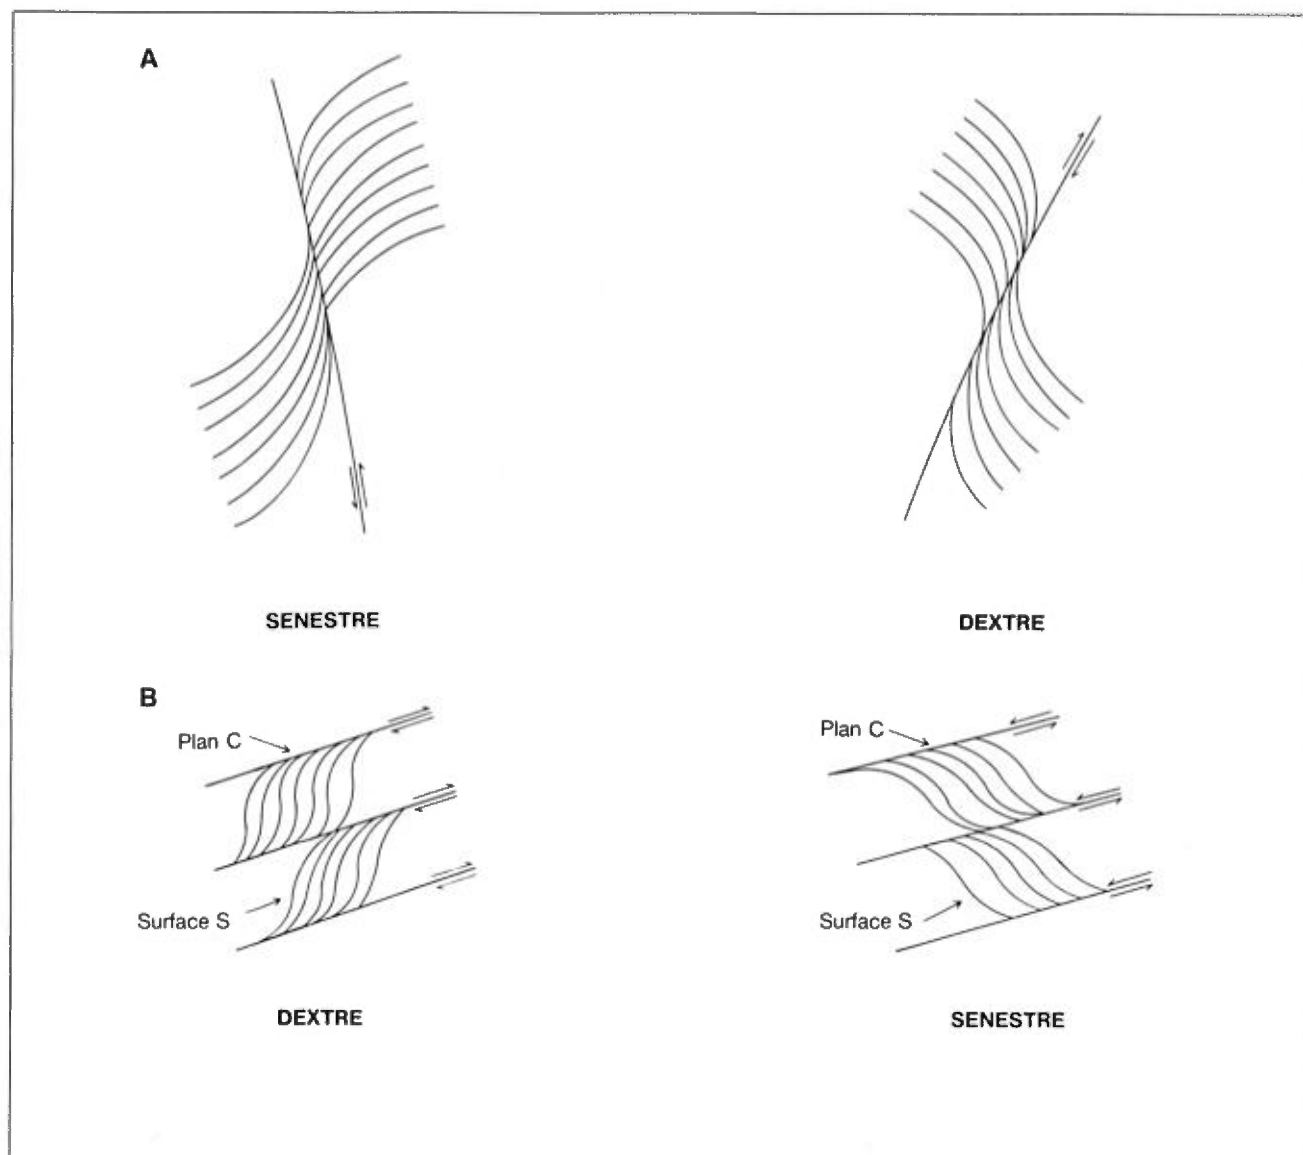 A
SENESTRE
DEXTRE
B
Plan C
Surface S
DEXTRE
Plan C
Surface S
SENESTRE